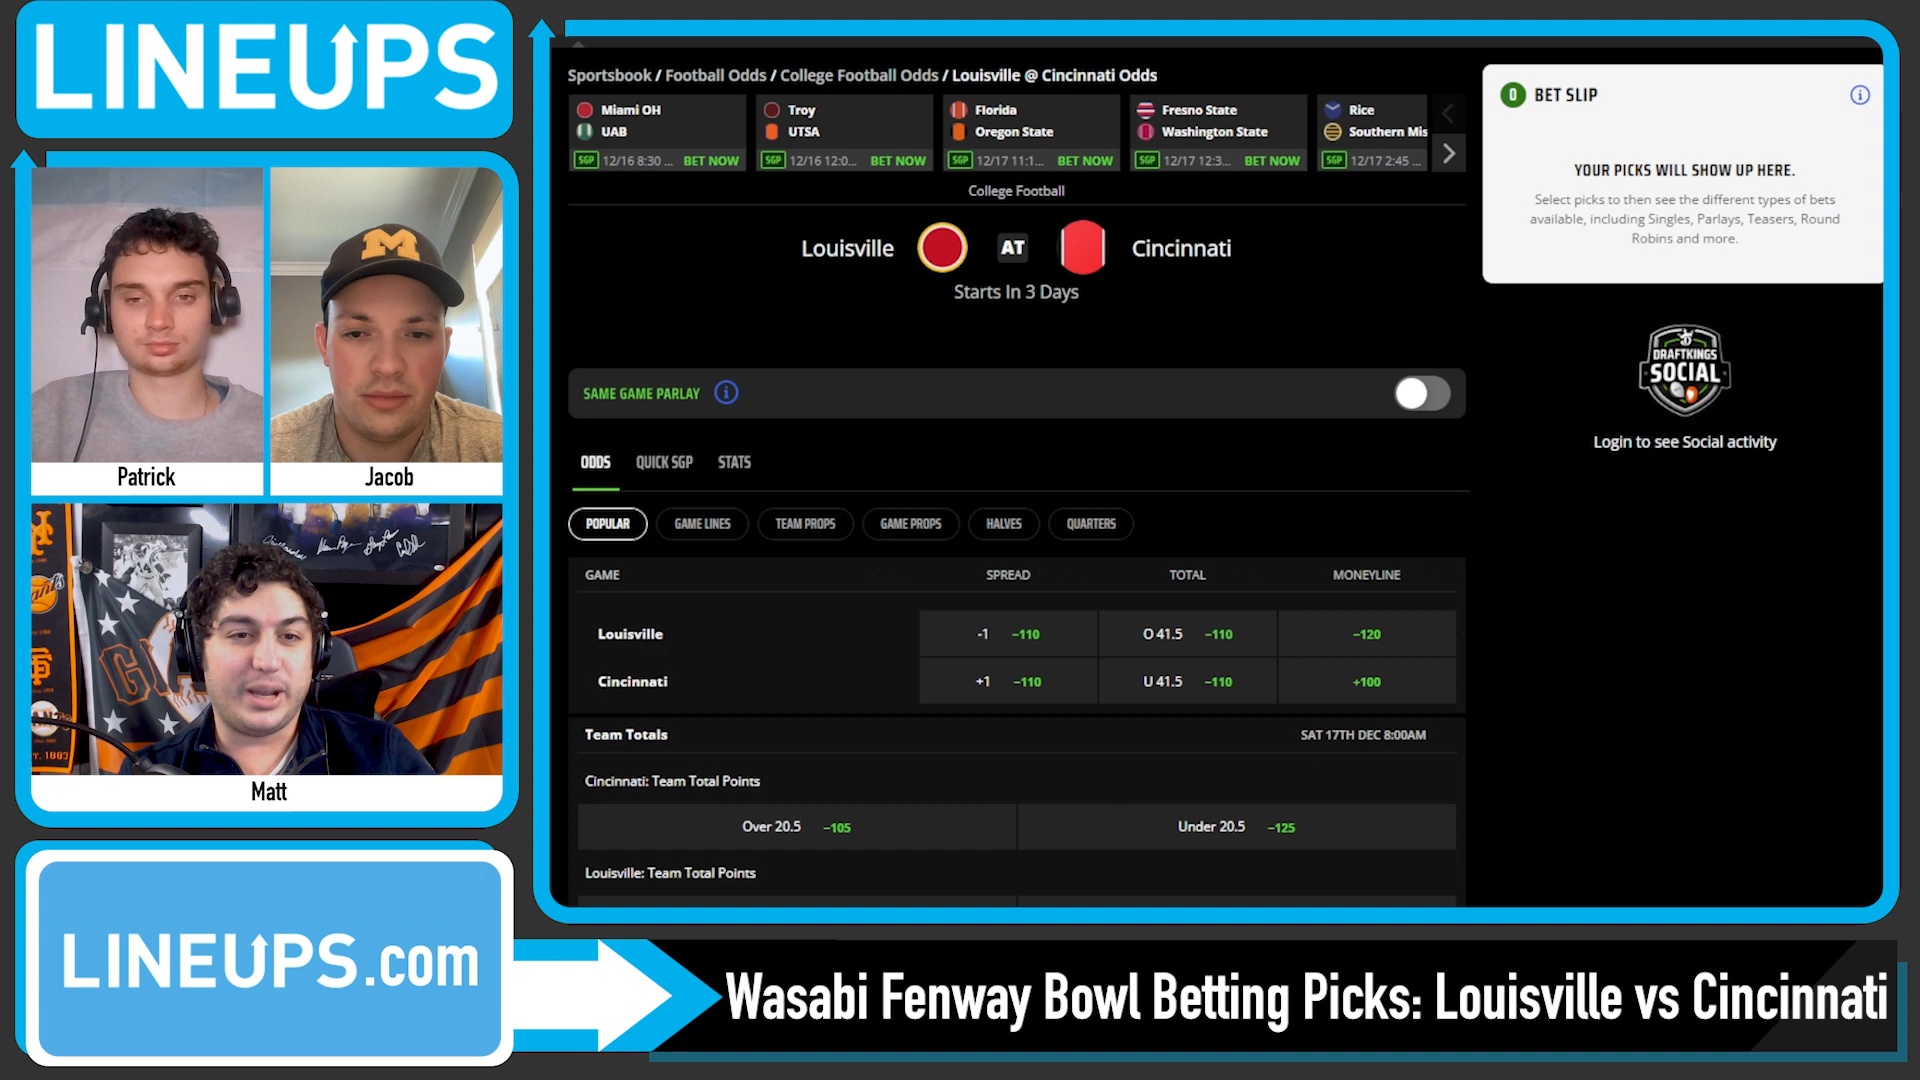 LINEUPS
Patrick
Jacob
Matt
LINEUPS.com
Sportsbook / Football Odds / College Football Odds / Louisville @ Cincinnati Odds
Miami OH
UAB
SGP 12/16 8:30 ... BET NOW
Troy
UTSA
SGP 12/16 12:0... BET NOW
Florida
Oregon State
SGP 12/17 11:1... BET NOW
Fresno State
Washington State
SGP 12/17 12:3... BET NOW
Rice
Southern Mis
SGP 12/17 2:45 ...
College Football
Louisville AT Cincinnati
Starts In 3 Days
SAME GAME PARLAY
ODDS QUICK SGP STATS
POPULAR GAME LINES TEAM PROPS GAME PROPS HALVES QUARTERS
GAME SPREAD TOTAL MONEYLINE
Louisville -1 −110 O 41.5 −110 −120
Cincinnati +1 −110 U 41.5 −110 +100
Team Totals SAT 17TH DEC 8:00AM
Cincinnati: Team Total Points
Over 20.5 −105 Under 20.5 −125
Louisville: Team Total Points
0 BET SLIP
YOUR PICKS WILL SHOW UP HERE.
Select picks to then see the different types of bets
available, including Singles, Parlays, Teasers, Round
Robins and more.
DRAFTKINGS
SOCIAL
Login to see Social activity
Wasabi Fenway Bowl Betting Picks: Louisville vs Cincinnati